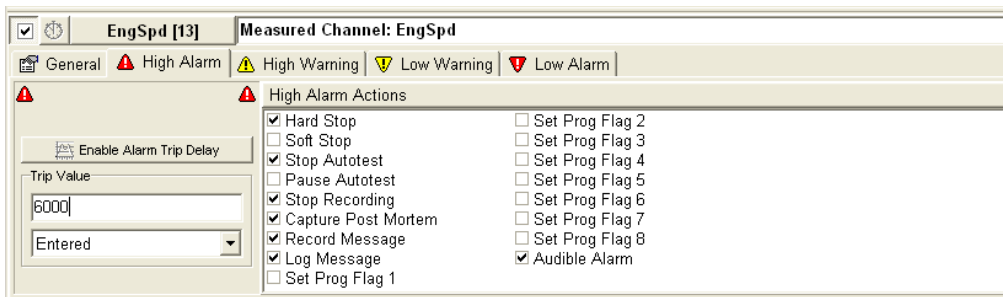 EngSpd [13] Measured Channel: EngSpd
General High Alarm High Warning Low Warning Low Alarm
High Alarm Actions
Enable Alarm Trip Delay
Trip Value
6000
Entered
Hard Stop
Soft Stop
Stop Autotest
Pause Autotest
Stop Recording
Capture Post Mortem
Record Message
Log Message
Set Prog Flag 1
Set Prog Flag 2
Set Prog Flag 3
Set Prog Flag 4
Set Prog Flag 5
Set Prog Flag 6
Set Prog Flag 7
Set Prog Flag 8
Audible Alarm